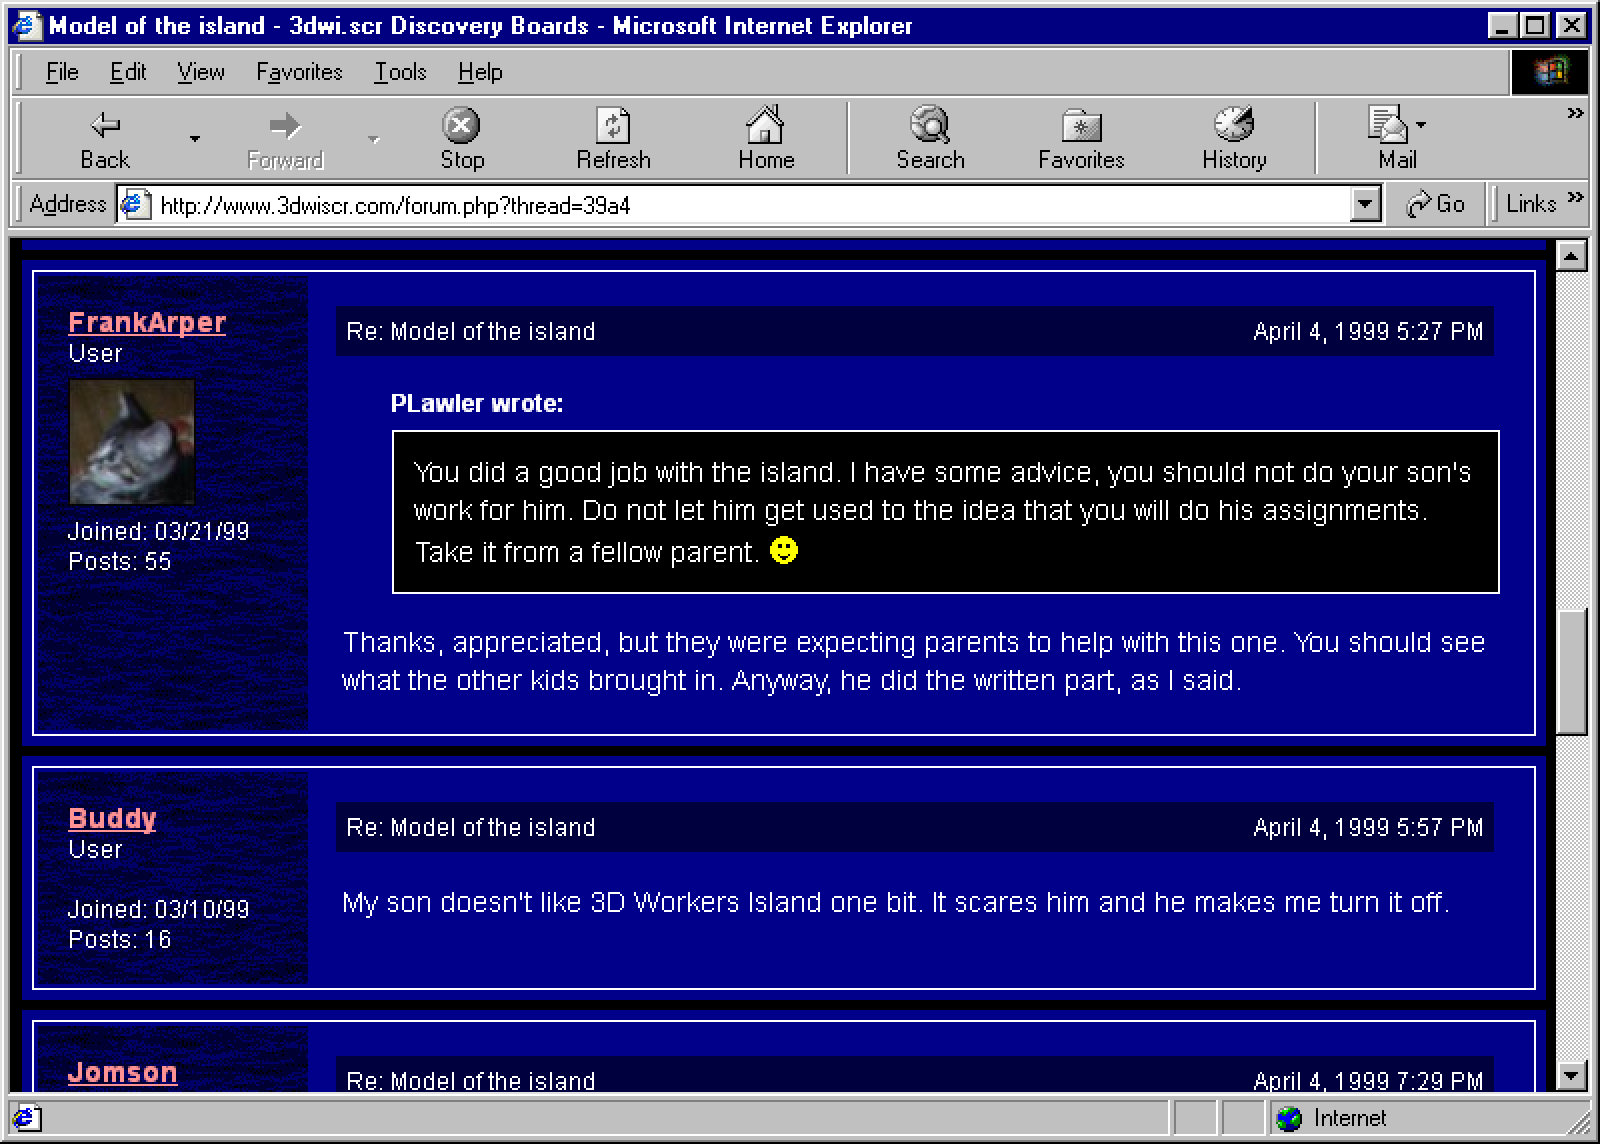 Model of the island - 3dwi.scr Discovery Boards - Microsoft Internet Explorer
File Edit View Favorites Tools Help
Back Forward Stop Refresh Home Search Favorites History Mail »
Address http://www.3dwiscr.com/forum.php?thread=39a4 Go Links »
FrankArper
User
Joined: 03/21/99
Posts: 55
Re: Model of the island April 4, 1999 5:27 PM
PLawler wrote:
You did a good job with the island. I have some advice, you should not do your son's
work for him. Do not let him get used to the idea that you will do his assignments.
Take it from a fellow parent.
Thanks, appreciated, but they were expecting parents to help with this one. You should see
what the other kids brought in. Anyway, he did the written part, as I said.
Buddy
User
Joined: 03/10/99
Posts: 16
Re: Model of the island April 4, 1999 5:57 PM
My son doesn't like 3D Workers Island one bit. It scares him and he makes me turn it off.
Jomson
Re: Model of the island April 4, 1999 7:29 PM
Internet